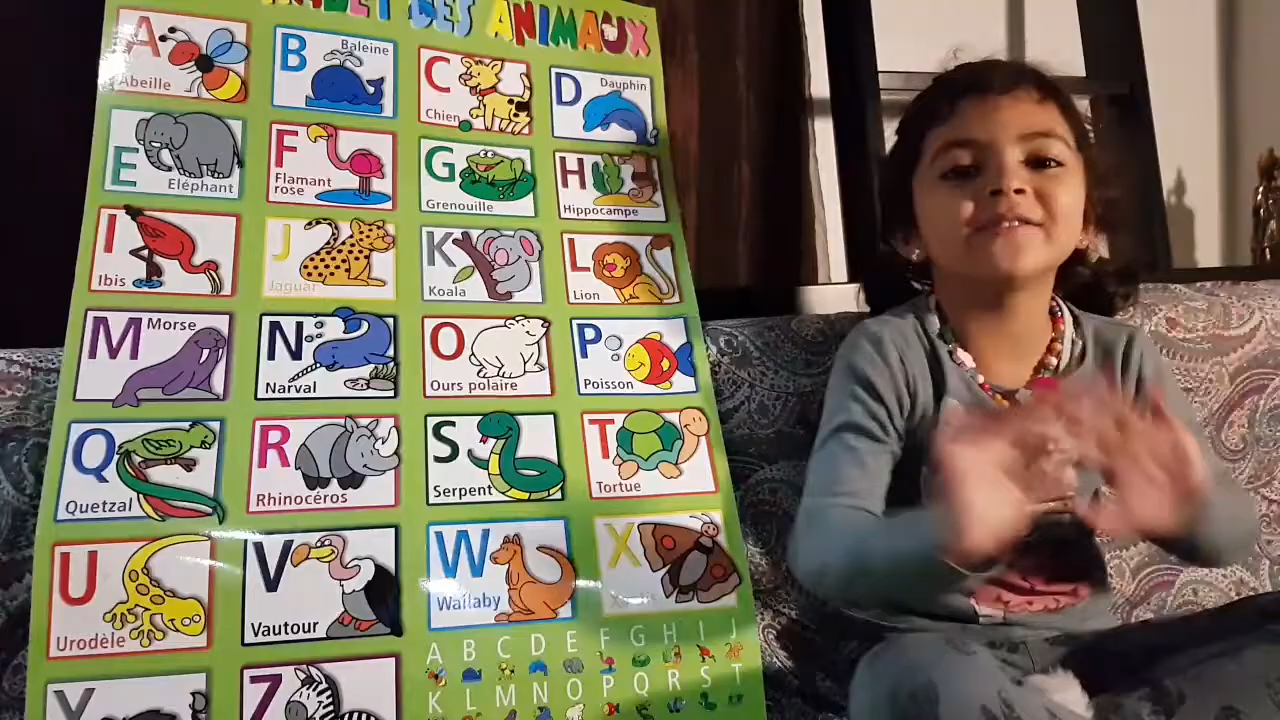 DES ANIMAUX
A
Abeille
B
Baleine
C
Chien
D
Dauphin
E
Eléphant
F
Flamant
rose
G
Grenouille
H
Hippocampe
I
Ibis
J
Jaguar
K
Koala
L
Lion
M
Morse
N
Narval
O
Ours polaire
P
Poisson
Q
Quetzal
R
Rhinocéros
S
Serpent
T
Tortue
U
Urodèle
V
Vautour
W
Wallaby
X
Y
Z
A B C D E F G H I J
K L M N O P Q R S T